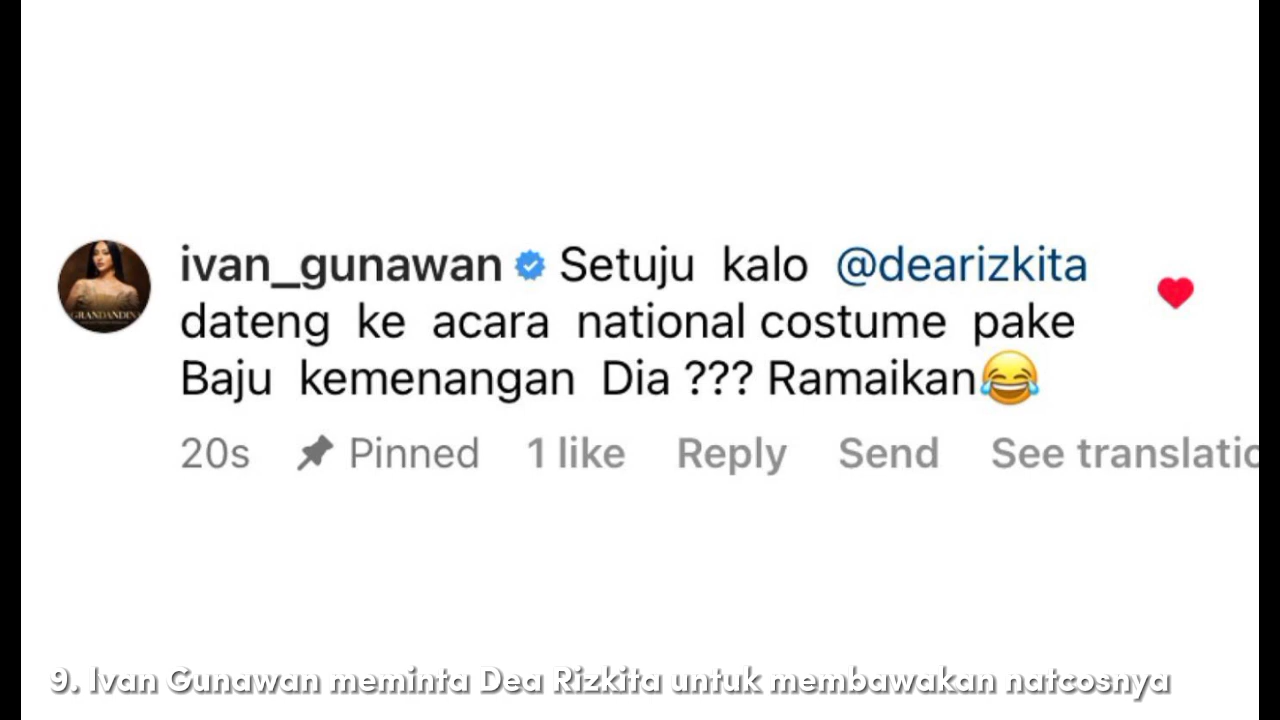 ivan_gunawan Setuju kalo @dearizkita
dateng ke acara national costume pake
Baju kemenangan Dia ??? Ramaikan😂
20s Pinned 1 like Reply Send See translatio
GRANDANDIN
9. Ivan Gunawan meminta Dea Rizkita untuk membawakan natcosnya